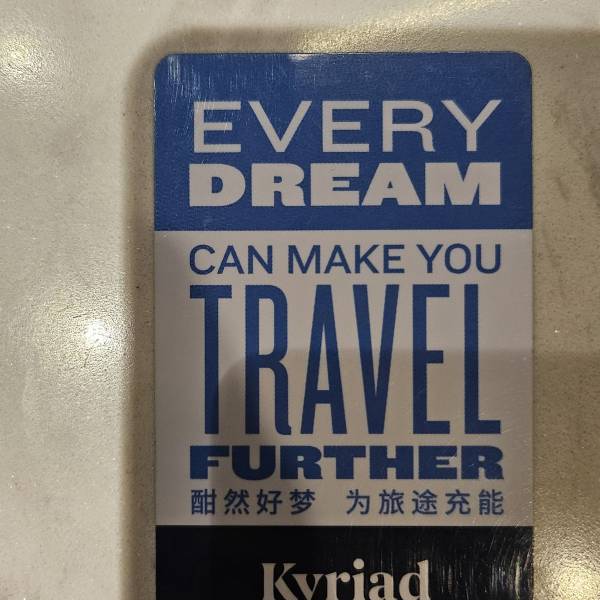 EVERY
DREAM
CAN MAKE YOU
TRAVEL
FURTHER
酣然好梦 为旅途充能
Kyriad